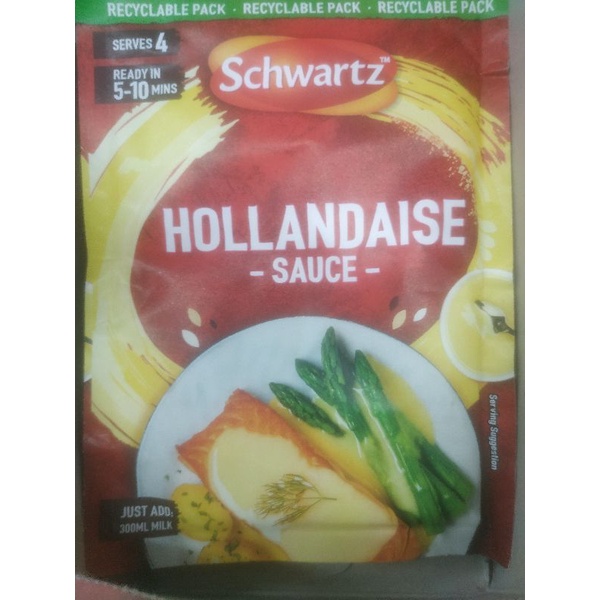 RECYCLABLE PACK · RECYCLABLE PACK · RECYCLABLE PACK
SERVES 4
READY IN
5-10 MINS
Schwartz™
HOLLANDAISE
- SAUCE -
Serving Suggestion
JUST ADD:
300ML MILK